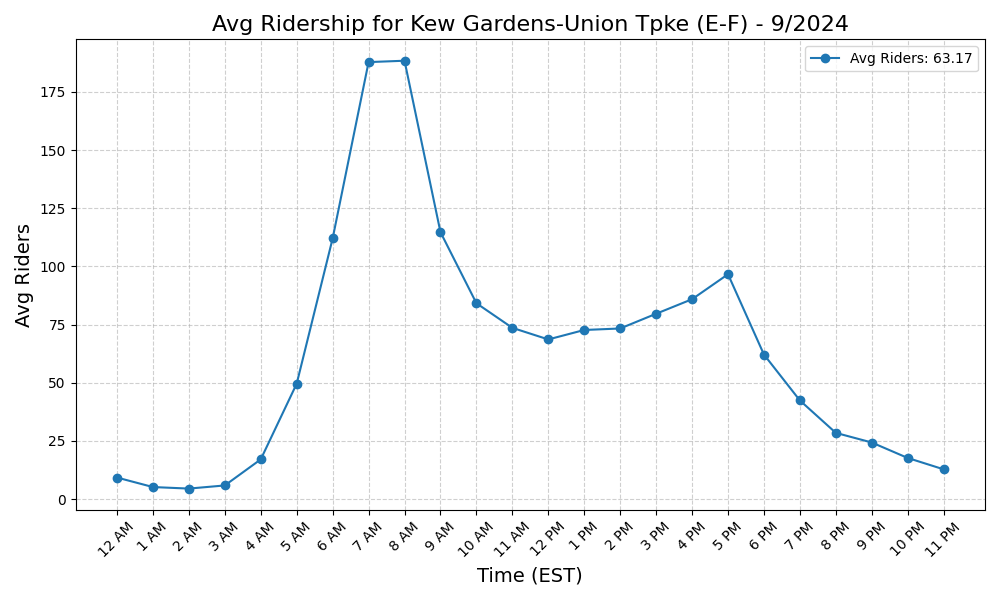 Avg Ridership for Kew Gardens-Union Tpke (E-F) - 9/2024
Avg Riders: 63.17
Avg Riders
175
150
125
100
75
50
25
0
12 AM
1 AM
2 AM
3 AM
4 AM
5 AM
6 AM
7 AM
8 AM
9 AM
10 AM
11 AM
12 PM
1 PM
2 PM
3 PM
4 PM
5 PM
6 PM
7 PM
8 PM
9 PM
10 PM
11 PM
Time (EST)